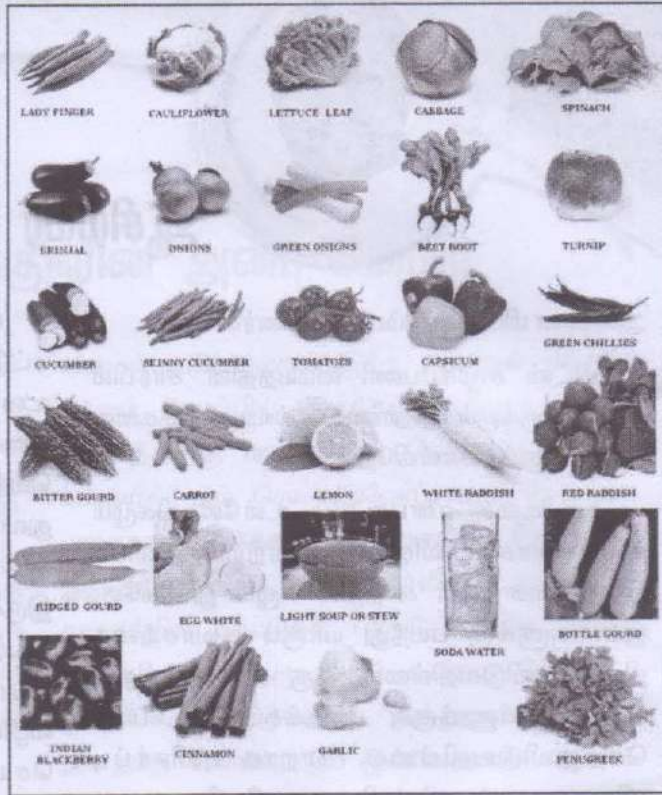 LADY FINGER
CAULIFLOWER
LETTUCE LEAF
CABBAGE
SPINACH
BRINJAL
ONIONS
GREEN ONIONS
BEET ROOT
TURNIP
CUCUMBER
SKINNY CUCUMBER
TOMATOES
CAPSICUM
GREEN CHILLIES
BITTER GOURD
CARROT
LEMON
WHITE RADDISH
RED RADDISH
RIDGED GOURD
EGG WHITE
LIGHT SOUP OR STEW
SODA WATER
BOTTLE GOURD
INDIAN
BLACKBERRY
CINNAMON
GARLIC
FENUGREEK